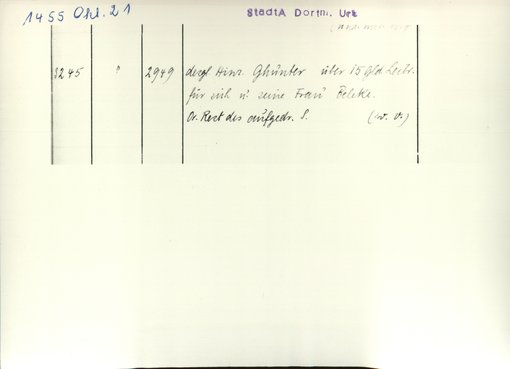 1455 Okt. 21
StadtA Dortm. Urk
3245 " 2949 desgl Hinr. Ghünter über 15 Gld. Leibr.
für sich u. seine Frau Beleke.
Or. Rest des aufgedr. S. (w. v.)